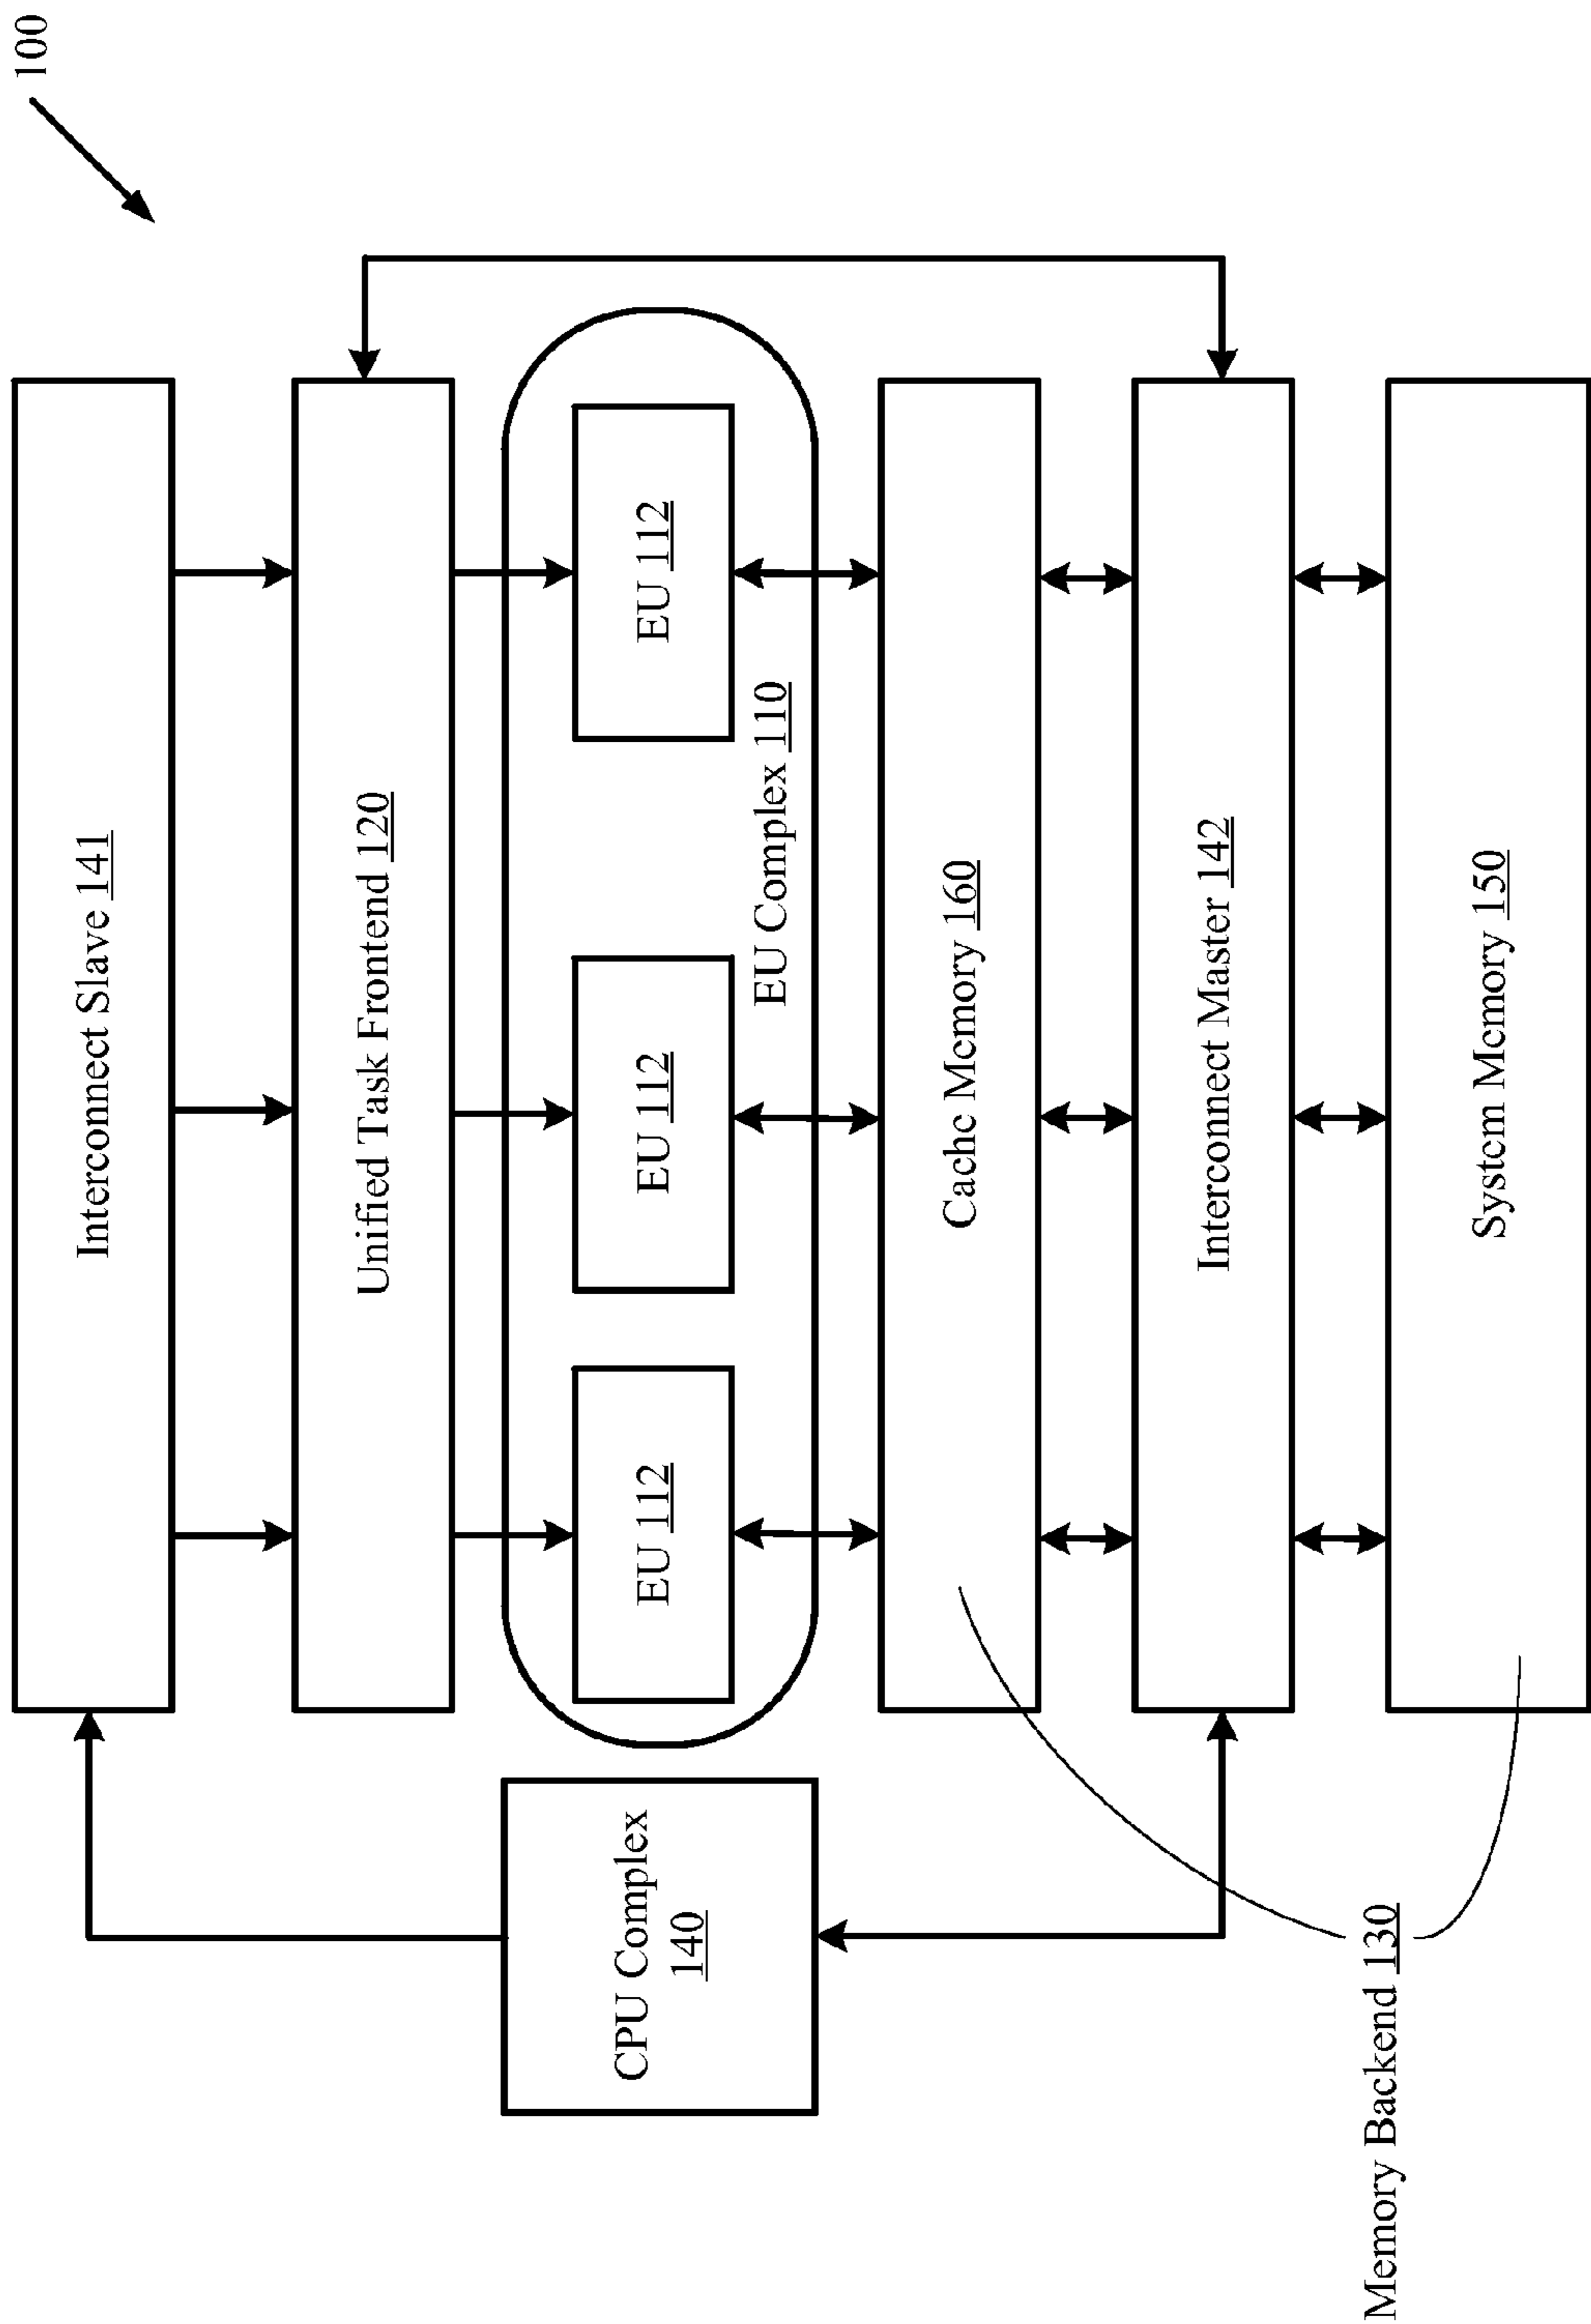 100
Interconnect Slave 141
Unified Task Frontend 120
CPU Complex
140
EU 112
EU 112
EU 112
EU Complex 110
Cache Memory 160
Interconnect Master 142
Memory Backend 130
System Memory 150